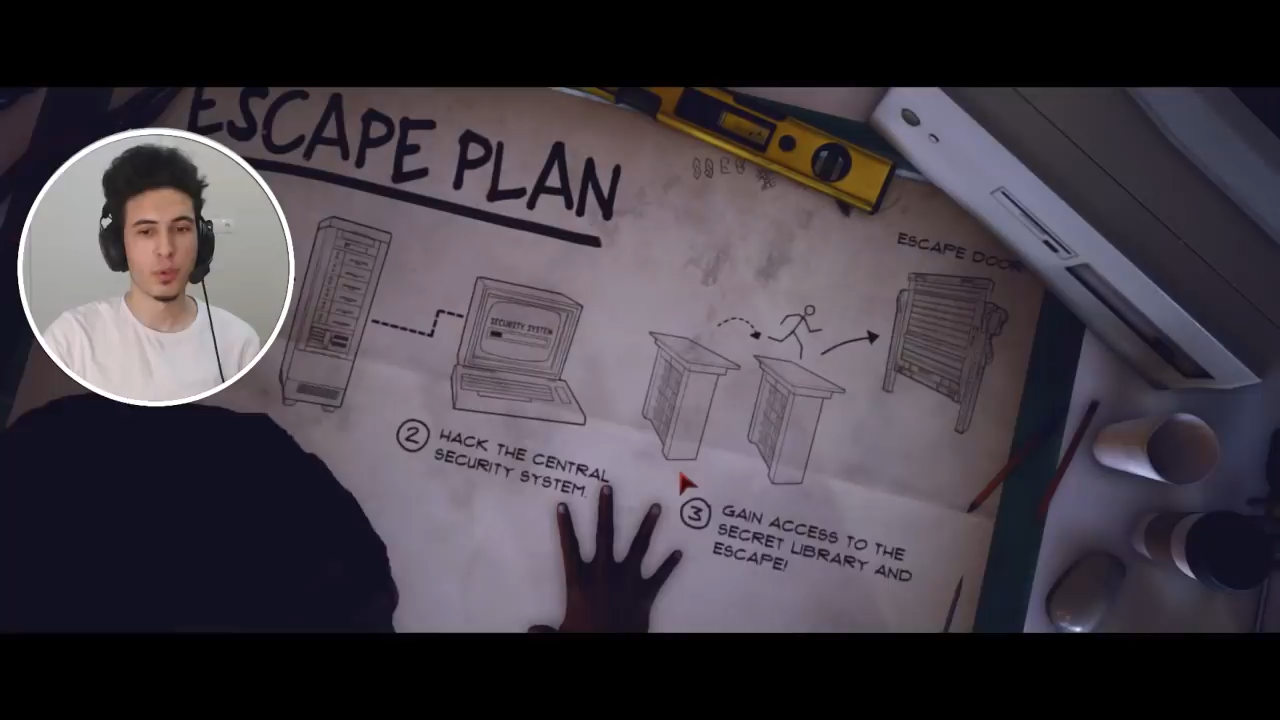 ESCAPE PLAN
ESCAPE DOOR
SECURITY SYSTEM
2 HACK THE CENTRAL
SECURITY SYSTEM.
3 GAIN ACCESS TO THE
SECRET LIBRARY AND
ESCAPE!